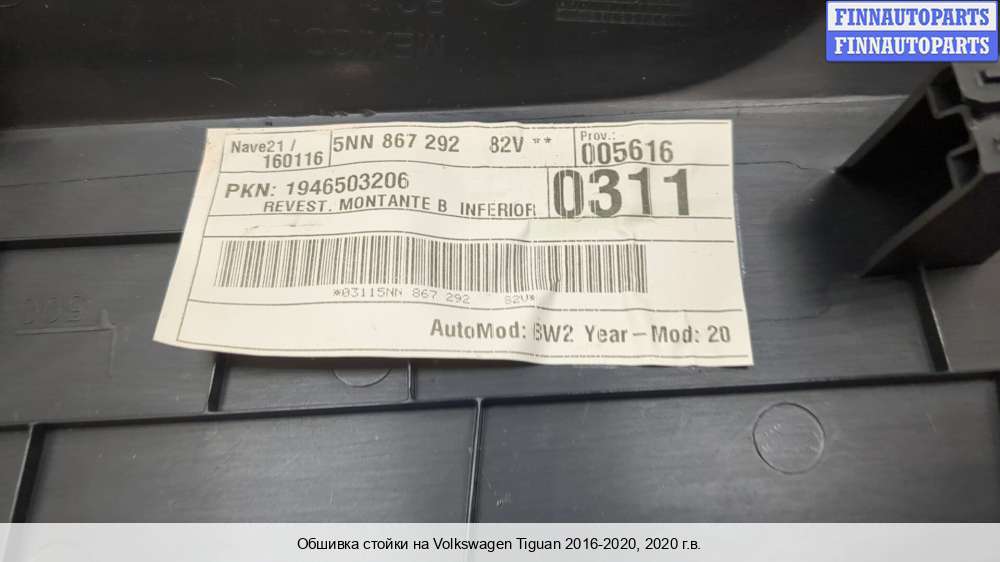 FINNAUTOPARTS
FINNAUTOPARTS
MEXICO
Nave21 /
160116
5NN 867 292 82V **
Prov.:
005616
PKN: 1946503206
REVEST. MONTANTE B INFERIOR
0311
*03115NN 867 292 82V*
AutoMod: BW2 Year-Mod: 20
Обшивка стойки на Volkswagen Tiguan 2016-2020, 2020 г.в.